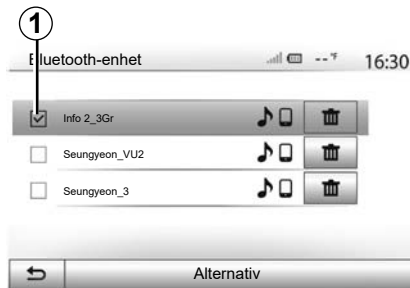 1
Bluetooth-enhet
--°F
16:30
Info 2_3Gr
Seungyeon_VU2
Seungyeon_3
Alternativ